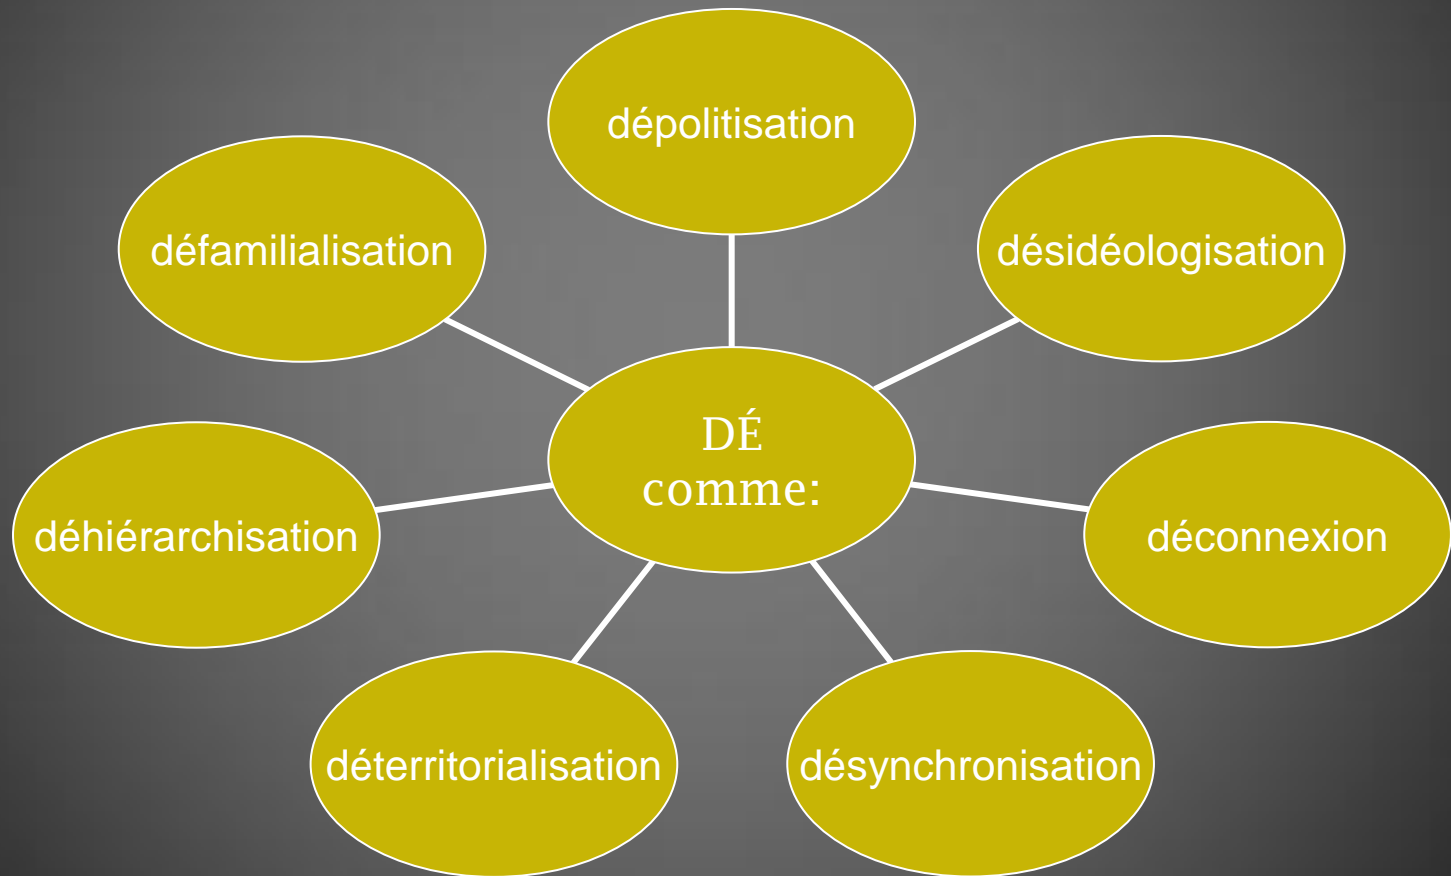 dépolitisation
défamilialisation
désidéologisation
DÉ
comme:
déhiérarchisation
déconnexion
déterritorialisation
désynchronisation